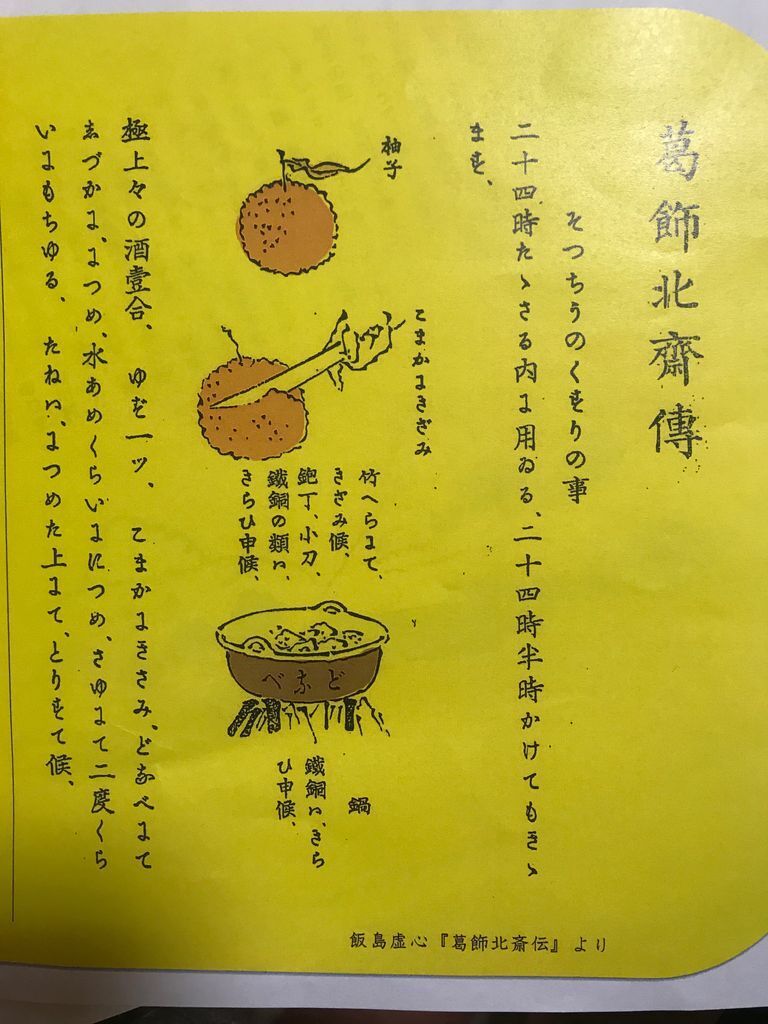 葛飾北齋傳
そつちうのくすりの事
二十四時たゝさる内に用ゐる、二十四時半時かけてもきゝ
ます、
柚子
こまかにきざみ
竹へらにて、
きざみ候、
鉋丁、小刀、
鐵銅の類ハ、
きらひ申候、
どなべ
鍋
鐵銅ハ、きら
ひ申候、
極上々の酒壹合、 ゆず一ツ、 こまかにきさみ、どなべにて
志づかに、につめ、水あめくらいににつめ、さゆにて二度くら
いにもちゆる、 たねハ、につめた上にて、とりすて候、
飯島虚心『葛飾北斎伝』より